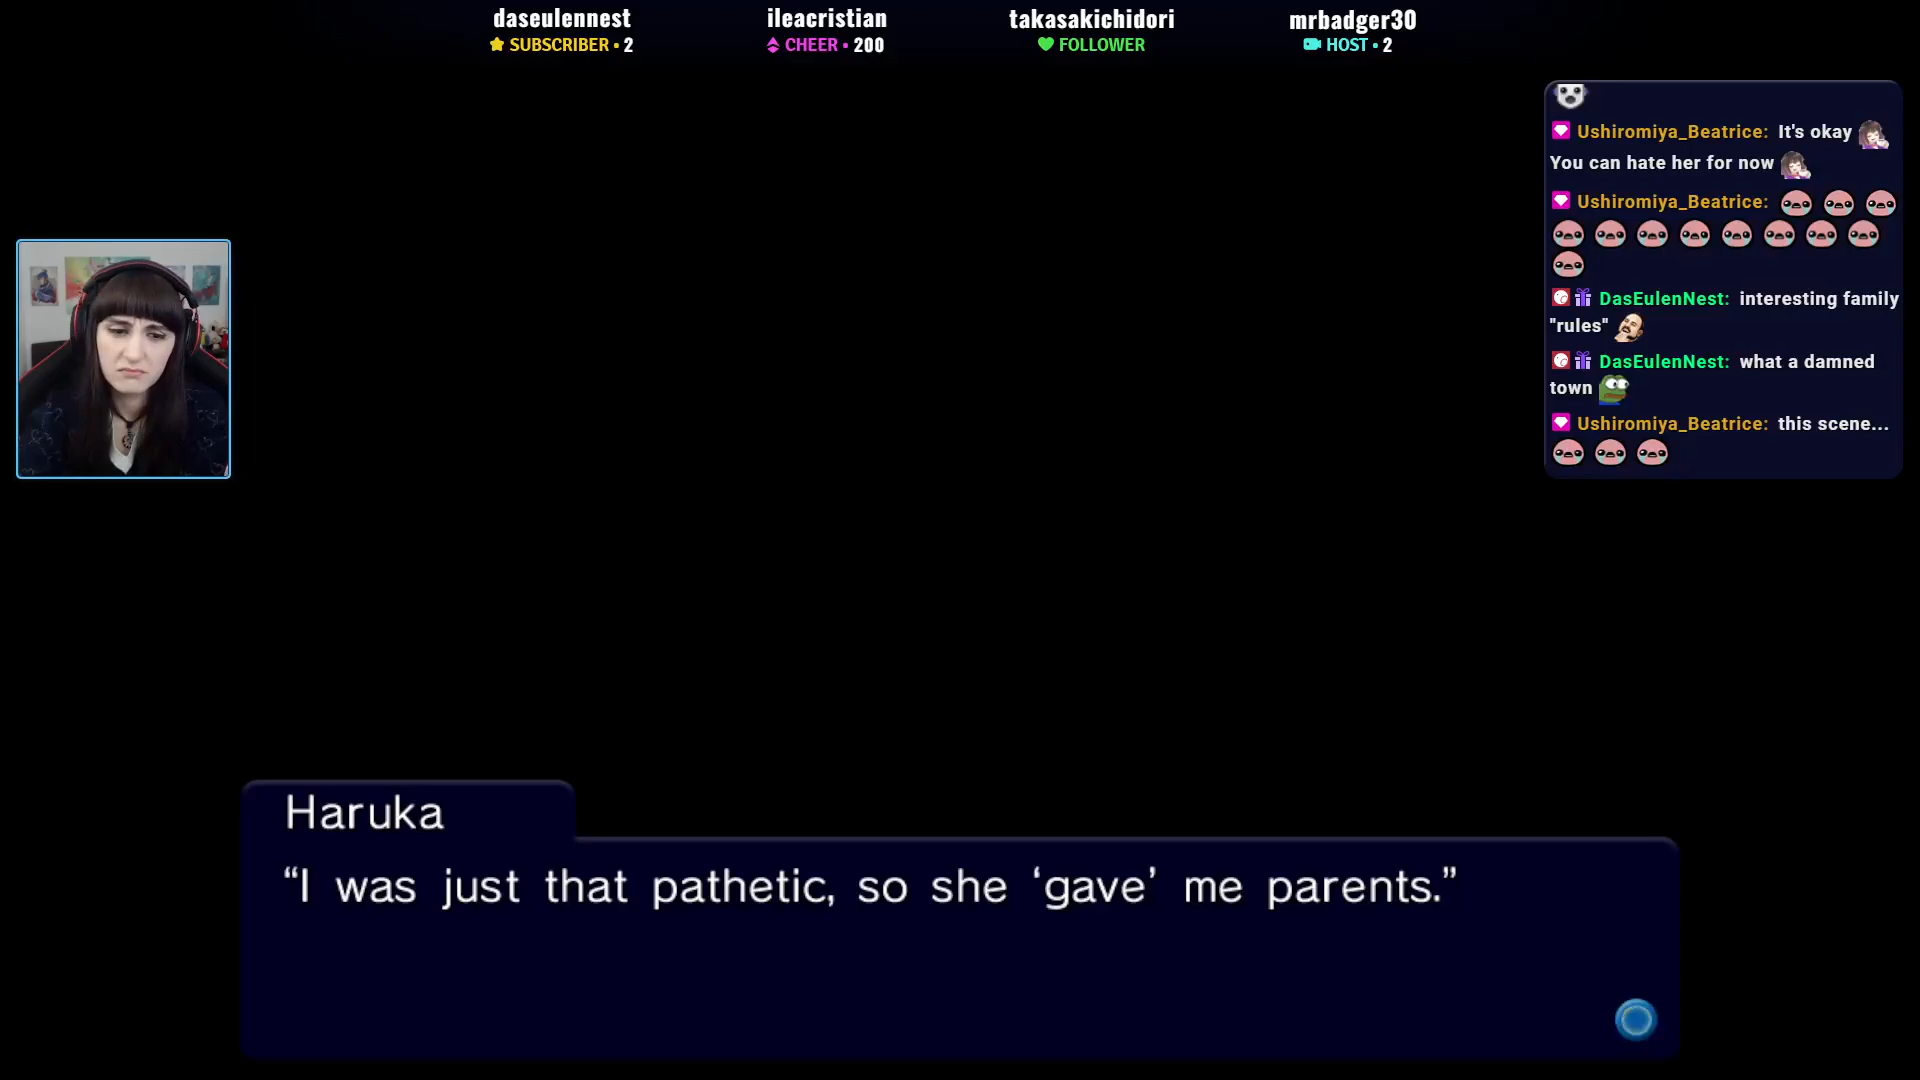 daseulennest
SUBSCRIBER • 2
ileacristian
CHEER • 200
takasakichidori
FOLLOWER
mrbadger30
HOST • 2
Ushiromiya_Beatrice: It's okay
You can hate her for now
Ushiromiya_Beatrice:
DasEulenNest: interesting family
"rules"
DasEulenNest: what a damned
town
Ushiromiya_Beatrice: this scene...
Haruka
“I was just that pathetic, so she ‘gave’ me parents.”